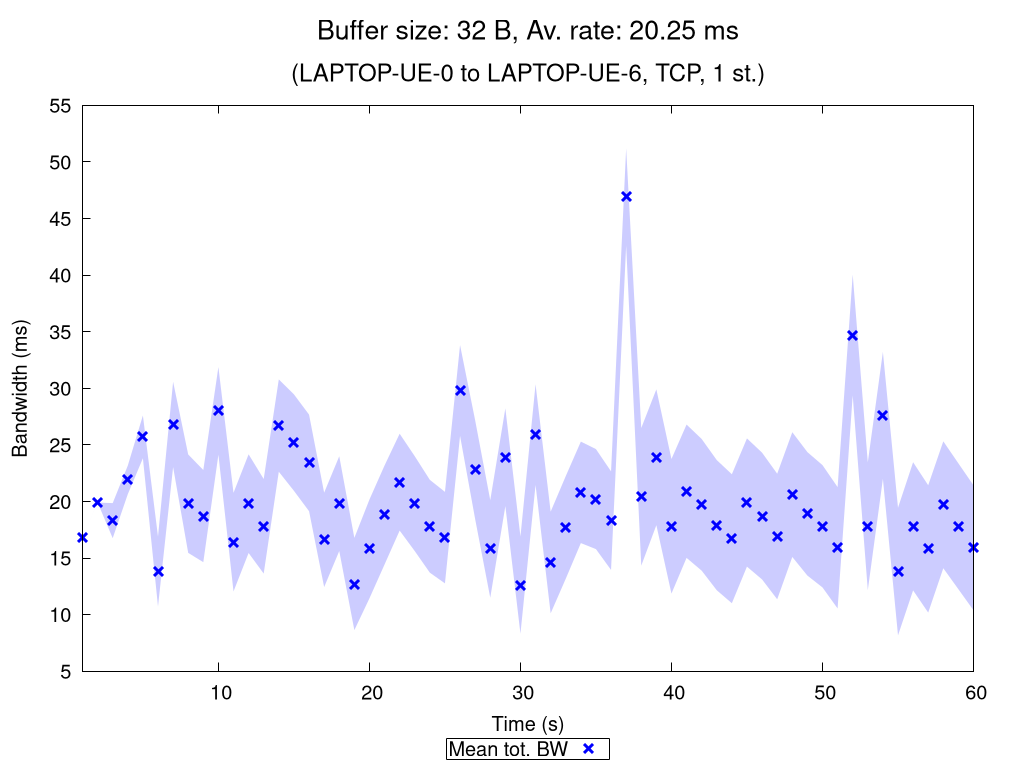 Buffer size: 32 B, Av. rate: 20.25 ms
(LAPTOP-UE-0 to LAPTOP-UE-6, TCP, 1 st.)
55
50
45
40
35
30
25
20
15
10
5
Bandwidth (ms)
10 20 30 40 50 60
Time (s)
Mean tot. BW